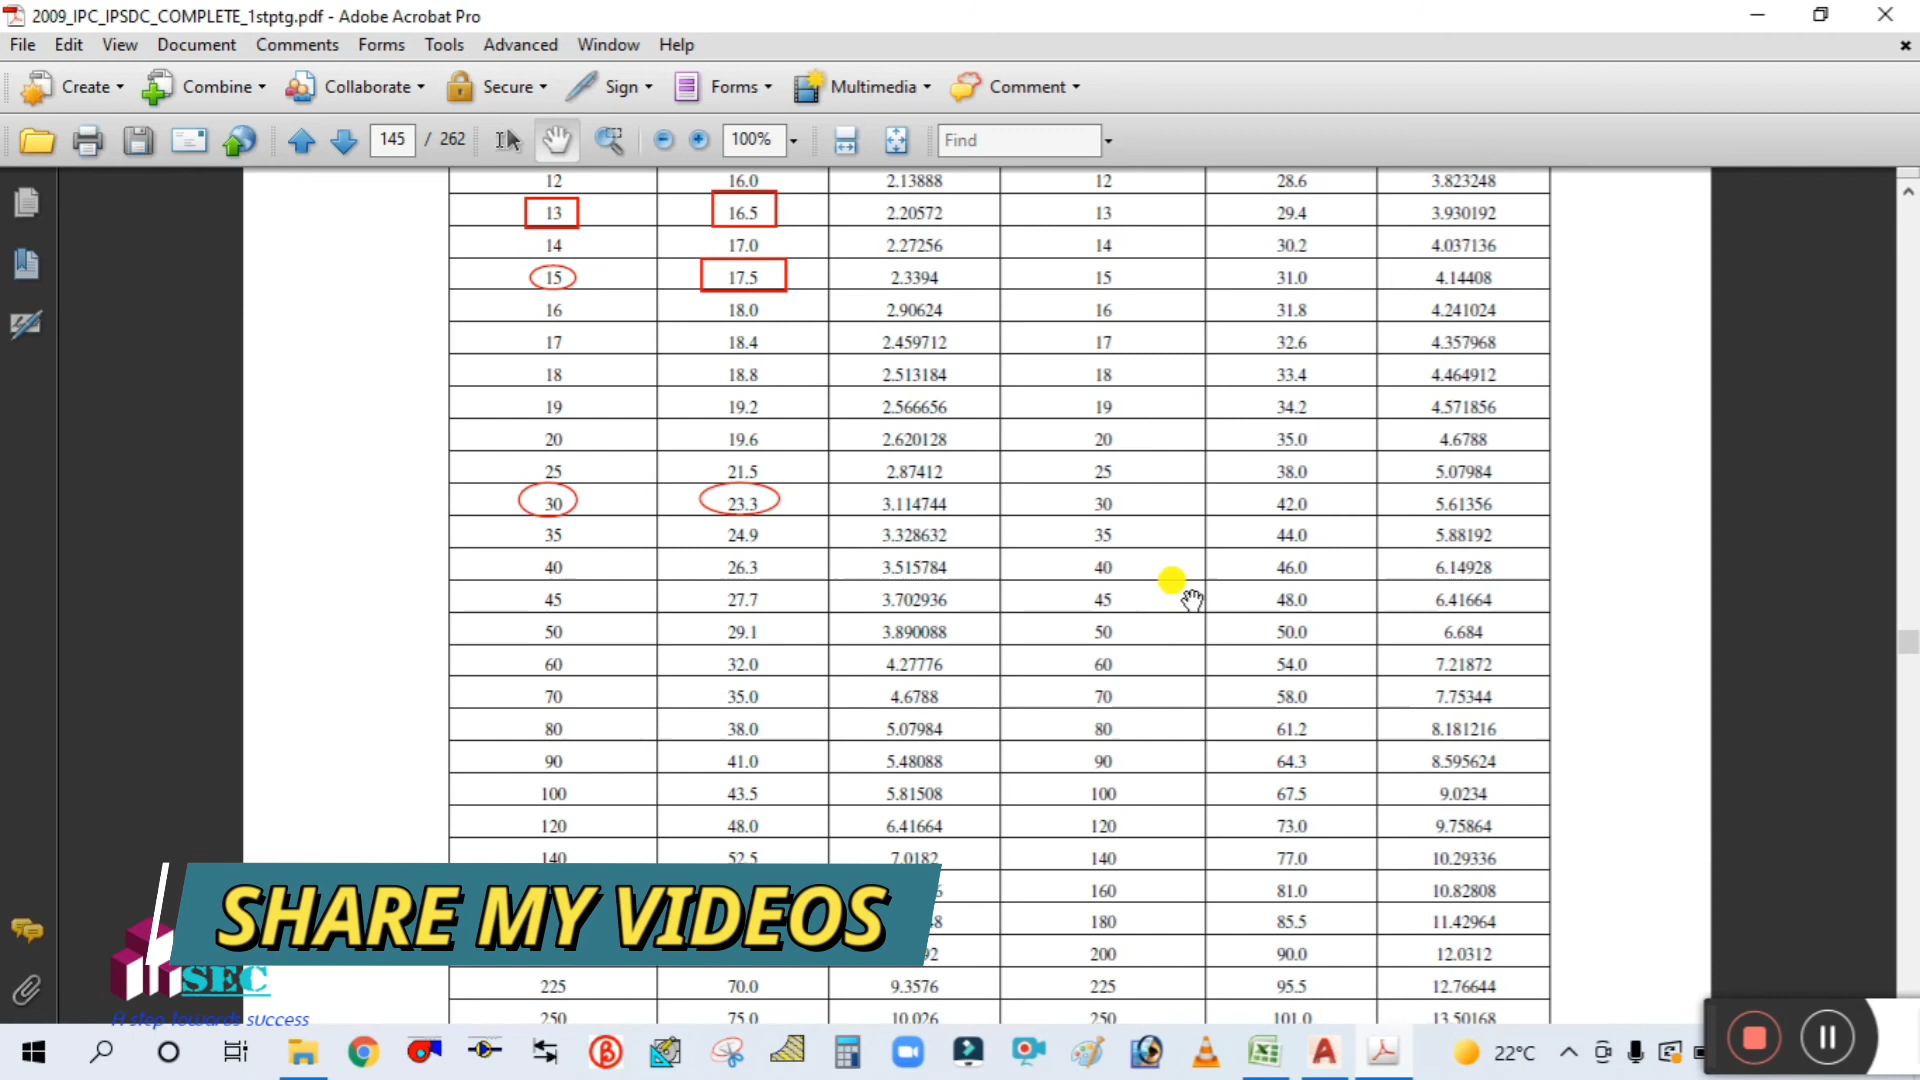 2009_IPC_IPSDC_COMPLETE_1stptg.pdf - Adobe Acrobat Pro
File Edit View Document Comments Forms Tools Advanced Window Help
Create Combine Collaborate Secure Sign Forms Multimedia Comment
145 / 262 100% Find
12 16.0 2.13888 12 28.6 3.823248
13 16.5 2.20572 13 29.4 3.930192
14 17.0 2.27256 14 30.2 4.037136
15 17.5 2.3394 15 31.0 4.14408
16 18.0 2.90624 16 31.8 4.241024
17 18.4 2.459712 17 32.6 4.357968
18 18.8 2.513184 18 33.4 4.464912
19 19.2 2.566656 19 34.2 4.571856
20 19.6 2.620128 20 35.0 4.6788
25 21.5 2.87412 25 38.0 5.07984
30 23.3 3.114744 30 42.0 5.61356
35 24.9 3.328632 35 44.0 5.88192
40 26.3 3.515784 40 46.0 6.14928
45 27.7 3.702936 45 48.0 6.41664
50 29.1 3.890088 50 50.0 6.684
60 32.0 4.27776 60 54.0 7.21872
70 35.0 4.6788 70 58.0 7.75344
80 38.0 5.07984 80 61.2 8.181216
90 41.0 5.48088 90 64.3 8.595624
100 43.5 5.81508 100 67.5 9.0234
120 48.0 6.41664 120 73.0 9.75864
140 52.5 7.0182 140 77.0 10.29336
160 81.0 10.82808
180 85.5 11.42964
200 90.0 12.0312
225 70.0 9.3576 225 95.5 12.76644
250 75.0 10.026 250 101.0 13.50168
SHARE MY VIDEOS
SEC
A step towards success
22°C